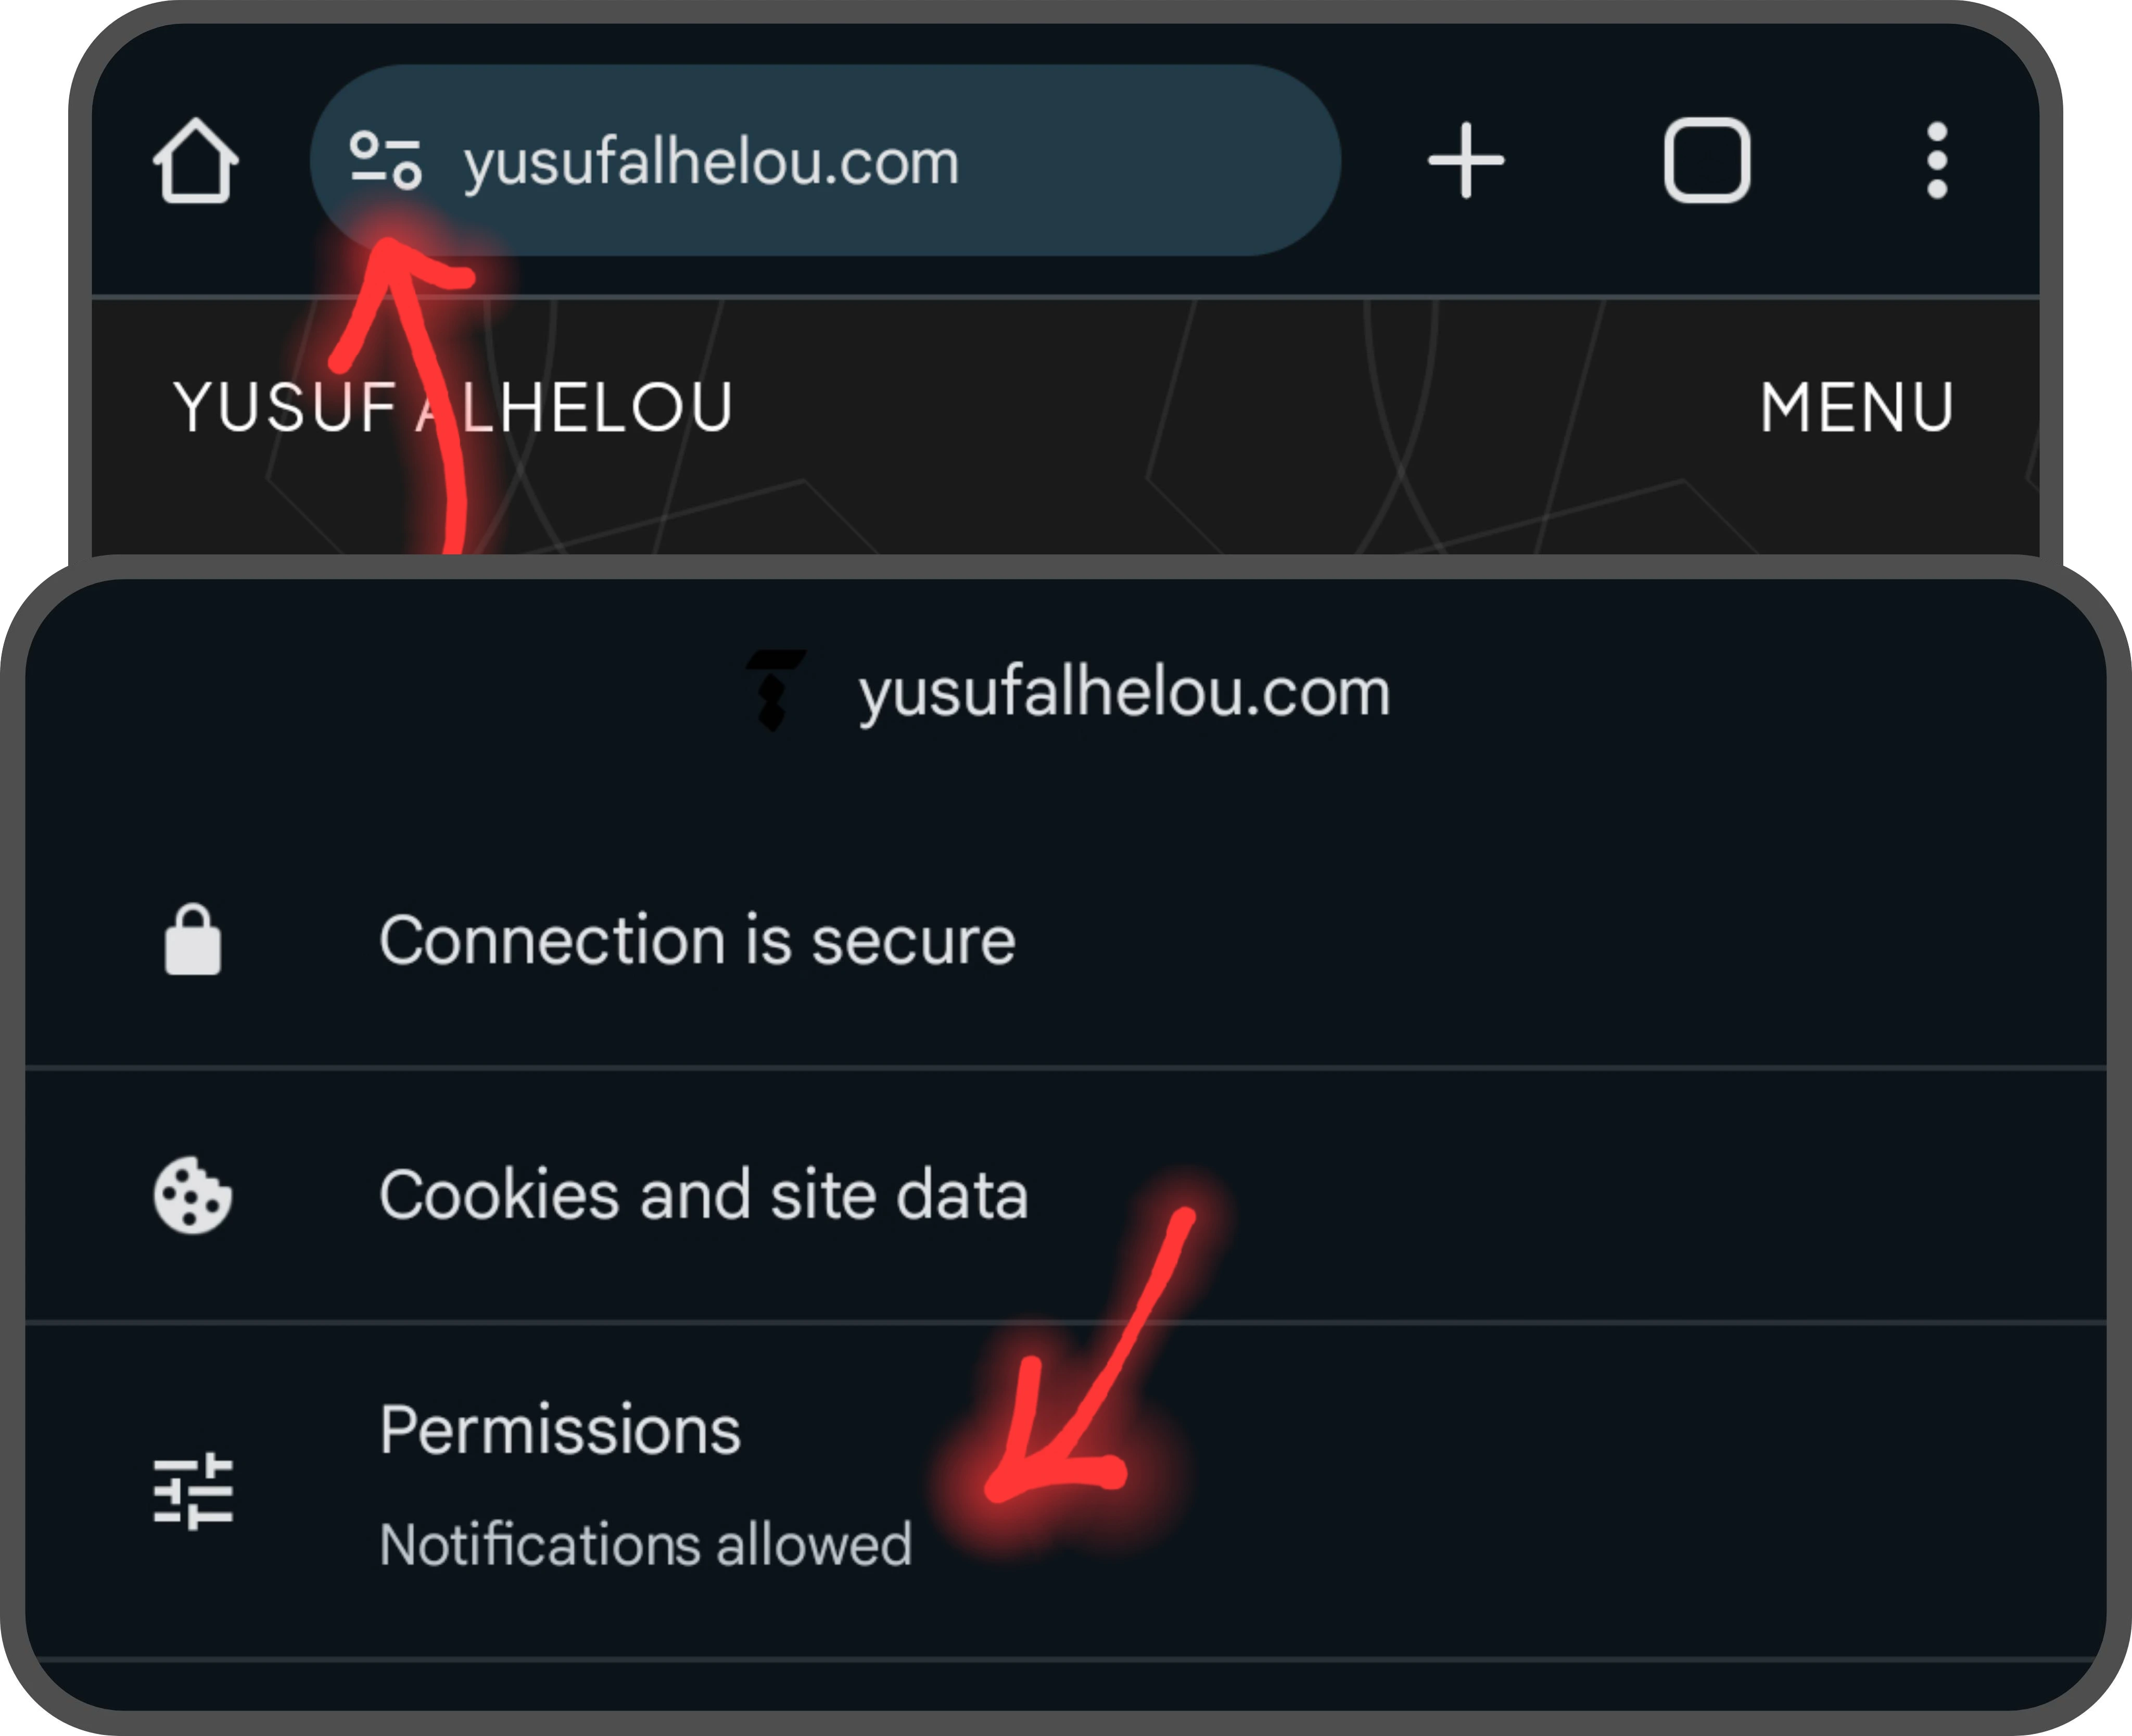 yusufalhelou.com
YUSUF ALHELOU
MENU
yusufalhelou.com
Connection is secure
Cookies and site data
Permissions
Notifications allowed